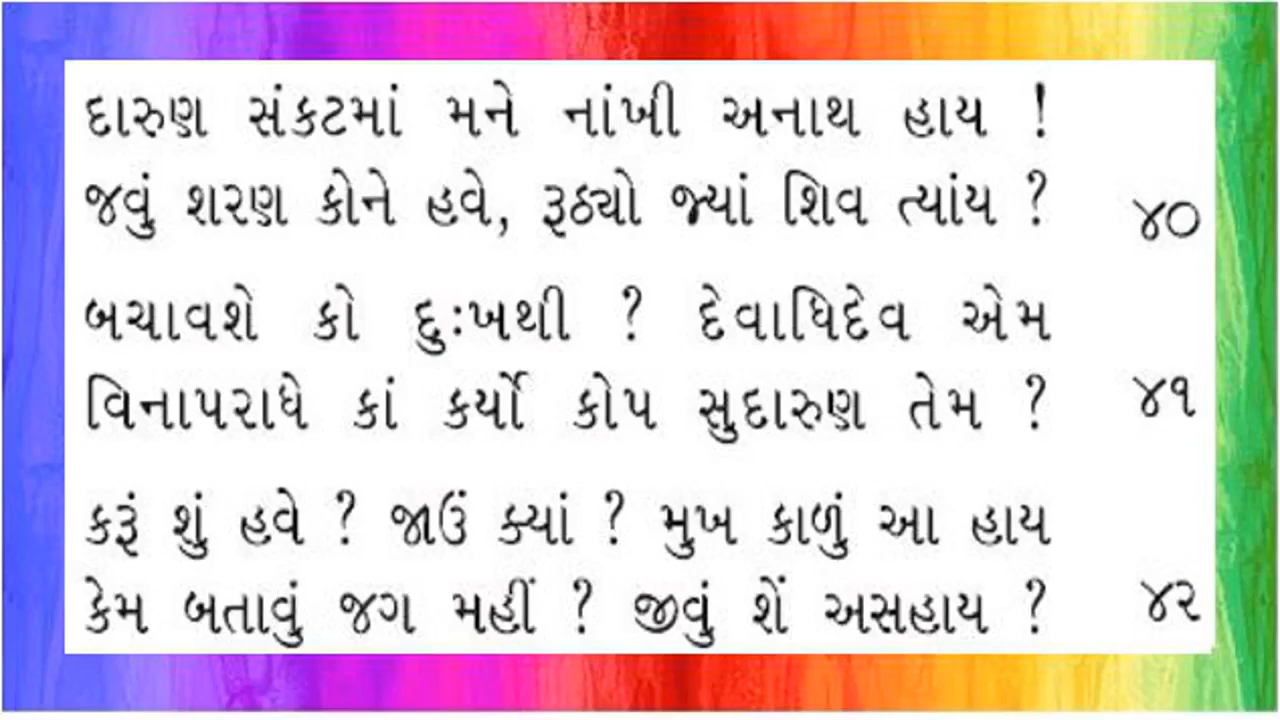 દારુણ સંકટમાં મને નાંખી અનાથ હાય !
જવું શરણ કોને હવે, રૂઠ્યો જ્યાં શિવ ત્યાંય ? ૪૦
બચાવશે કો દુઃખથી ? દેવાધિદેવ એમ
વિનાપરાધે કાં કર્યો કોપ સુદારુણ તેમ ? ૪૧
કરૂં શું હવે ? જાઉં ક્યાં ? મુખ કાળું આ હાય
કેમ બતાવું જગ મહીં ? જીવું શેં અસહાય ? ૪૨